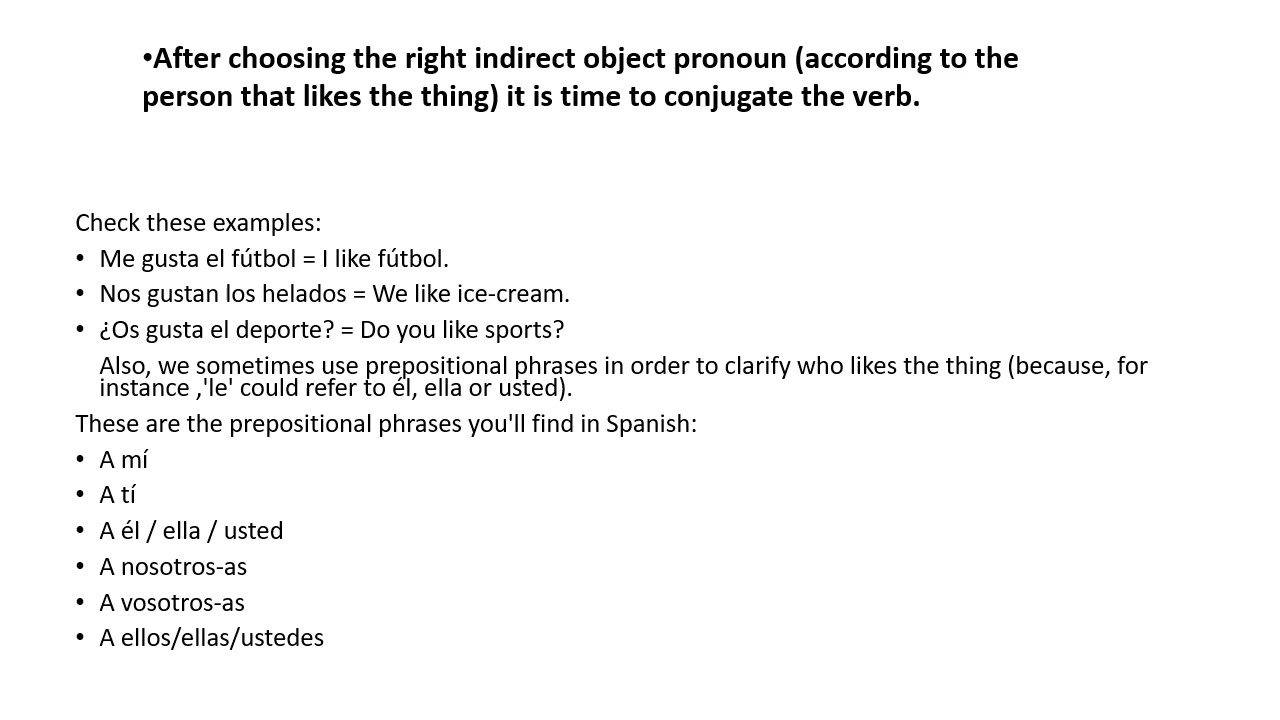 •After choosing the right indirect object pronoun (according to the
person that likes the thing) it is time to conjugate the verb.
Check these examples:
• Me gusta el fútbol = I like fútbol.
• Nos gustan los helados = We like ice-cream.
• ¿Os gusta el deporte? = Do you like sports?
Also, we sometimes use prepositional phrases in order to clarify who likes the thing (because, for
instance ,'le' could refer to él, ella or usted).
These are the prepositional phrases you'll find in Spanish:
• A mí
• A tí
• A él / ella / usted
• A nosotros-as
• A vosotros-as
• A ellos/ellas/ustedes